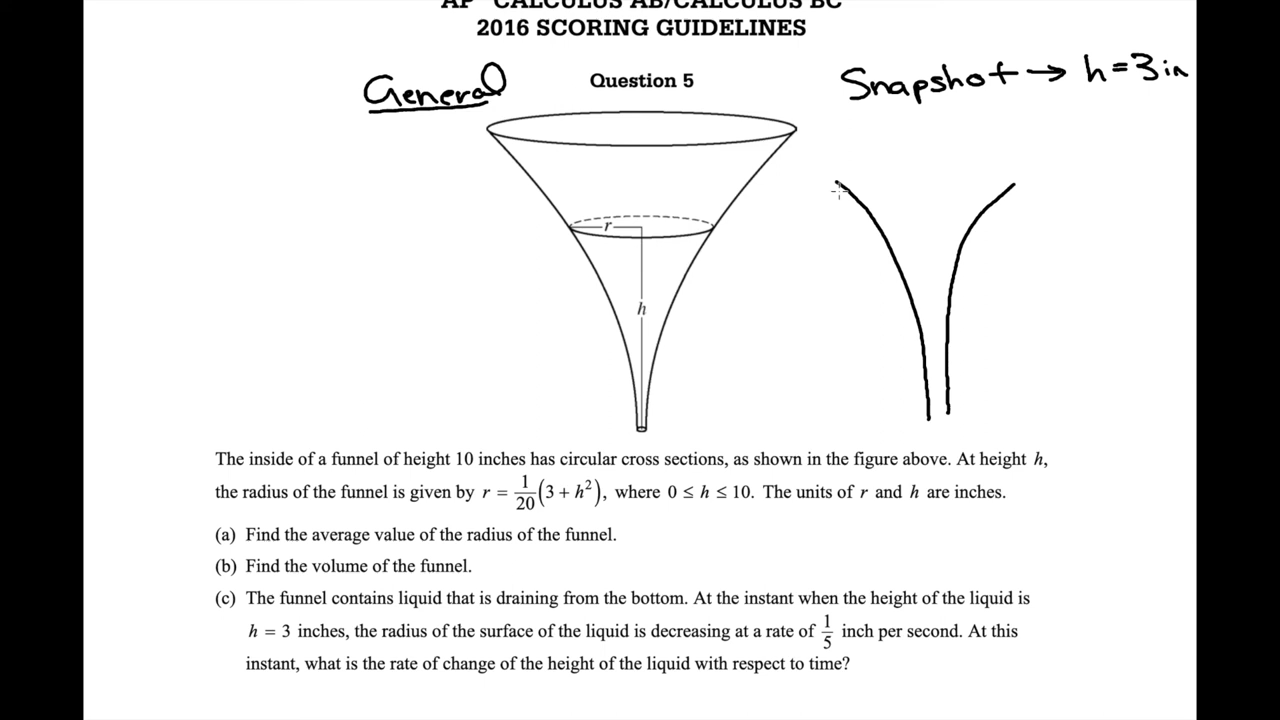 AP CALCULUS AB/CALCULUS BC
2016 SCORING GUIDELINES
General
Question 5
Snapshot → h=3in
r
h
The inside of a funnel of height 10 inches has circular cross sections, as shown in the figure above. At height h,
the radius of the funnel is given by r = 1/20 (3 + h²), where 0 ≤ h ≤ 10. The units of r and h are inches.
(a) Find the average value of the radius of the funnel.
(b) Find the volume of the funnel.
(c) The funnel contains liquid that is draining from the bottom. At the instant when the height of the liquid is
h = 3 inches, the radius of the surface of the liquid is decreasing at a rate of 1/5 inch per second. At this
instant, what is the rate of change of the height of the liquid with respect to time?